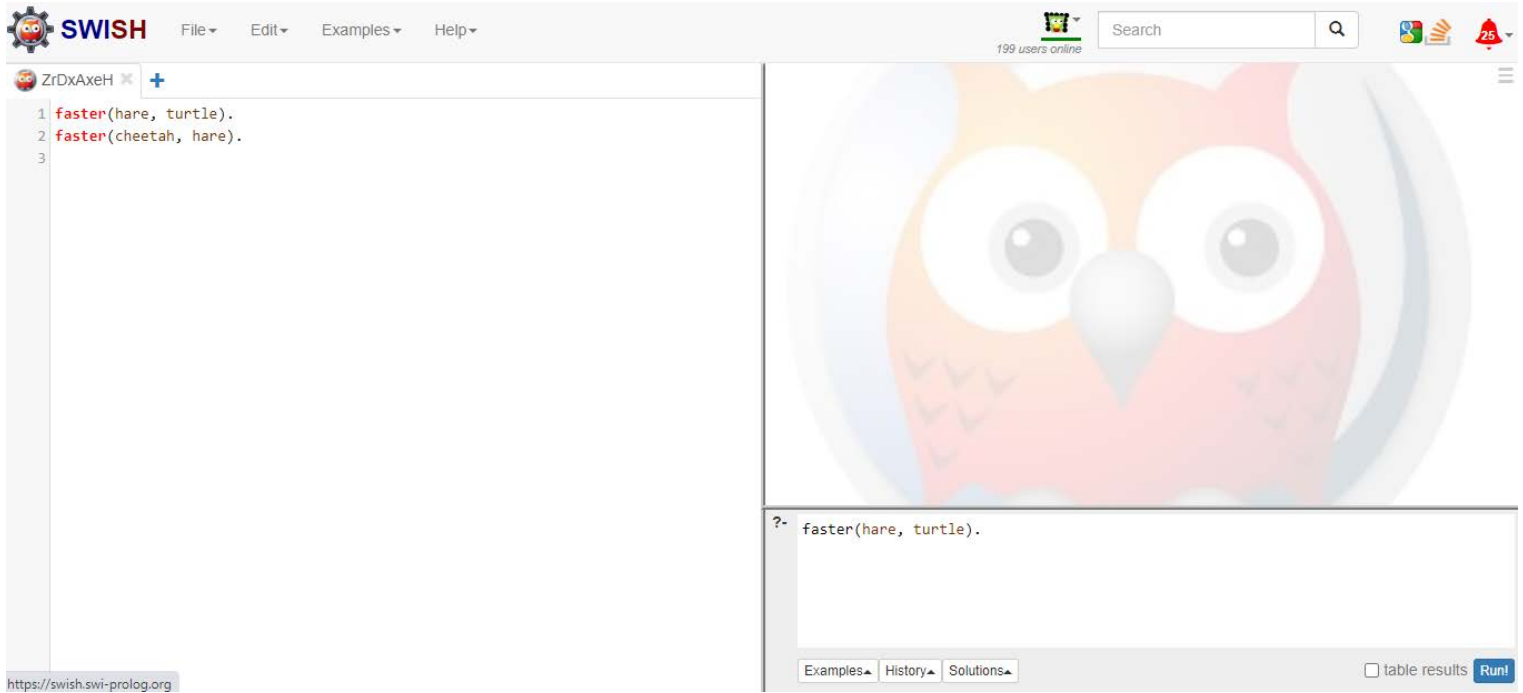 SWISH File Edit Examples Help 199 users online Search 25
ZrDxAxeH
1 faster(hare, turtle).
2 faster(cheetah, hare).
3
?- faster(hare, turtle).
Examples History Solutions table results Run!
https://swish.swi-prolog.org